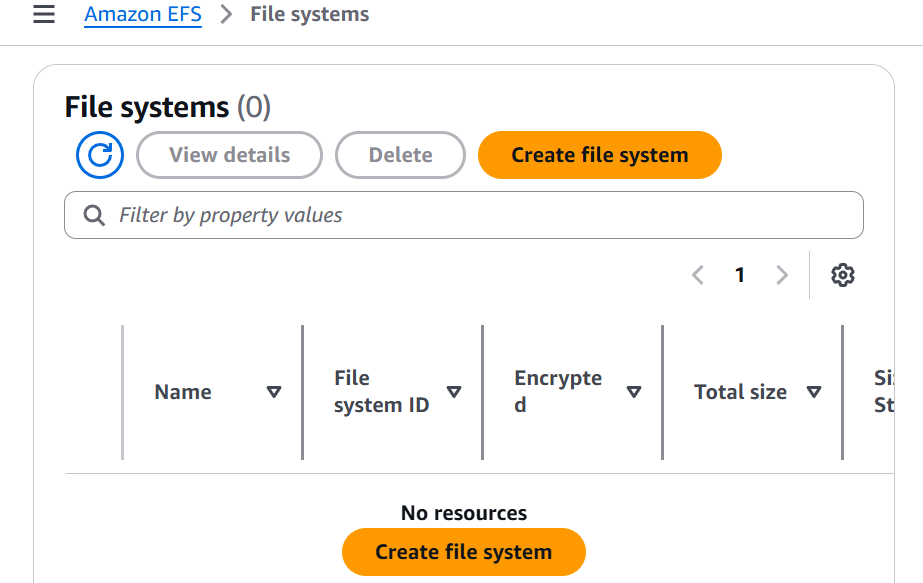 Amazon EFS > File systems
File systems (0)
View details Delete Create file system
Filter by property values
1
Name File system ID Encrypted Total size
No resources
Create file system